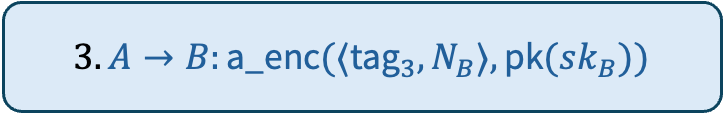 3. A → B: a_enc(⟨tag₃, N_B⟩, pk(sk_B))